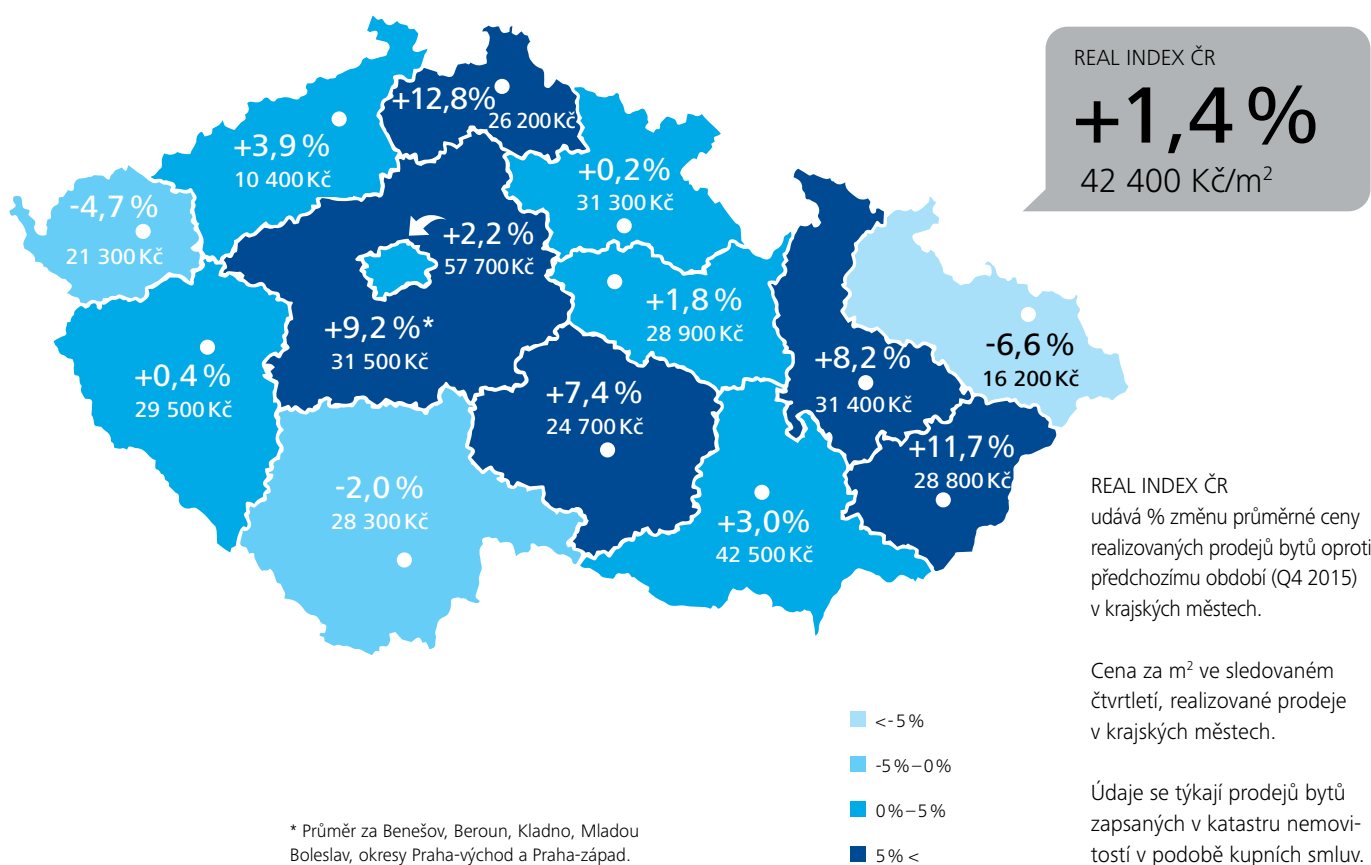 REAL INDEX ČR
+1,4 %
42 400 Kč/m²
+12,8%
26 200 Kč
+3,9 %
10 400 Kč
+0,2%
31 300 Kč
-4,7 %
21 300 Kč
+2,2 %
57 700 Kč
+1,8 %
28 900 Kč
+9,2 %*
31 500 Kč
-6,6 %
16 200 Kč
+8,2 %
31 400 Kč
+0,4 %
29 500 Kč
+7,4 %
24 700 Kč
+11,7 %
28 800 Kč
-2,0 %
28 300 Kč
+3,0%
42 500 Kč
REAL INDEX ČR
udává % změnu průměrné ceny
realizovaných prodejů bytů oproti
předchozímu období (Q4 2015)
v krajských městech.
Cena za m² ve sledovaném
čtvrtletí, realizované prodeje
v krajských městech.
Údaje se týkají prodejů bytů
zapsaných v katastru nemovi-
tostí v podobě kupních smluv.
<-5 %
-5 %–0 %
0 %–5 %
5 % <
* Průměr za Benešov, Beroun, Kladno, Mladou
Boleslav, okresy Praha-východ a Praha-západ.